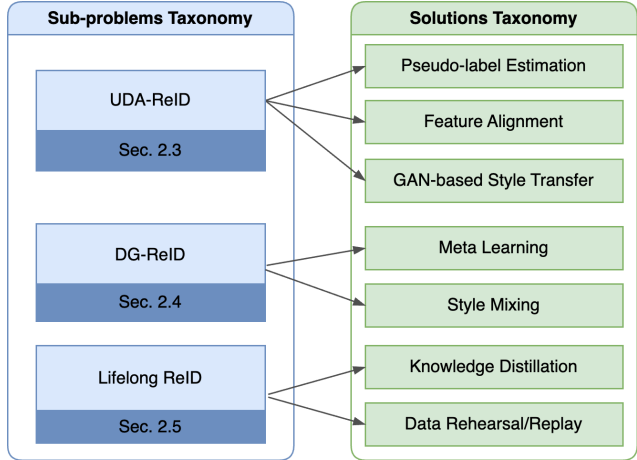 Sub-problems Taxonomy
UDA-ReID
Sec. 2.3
DG-ReID
Sec. 2.4
Lifelong ReID
Sec. 2.5
Solutions Taxonomy
Pseudo-label Estimation
Feature Alignment
GAN-based Style Transfer
Meta Learning
Style Mixing
Knowledge Distillation
Data Rehearsal/Replay